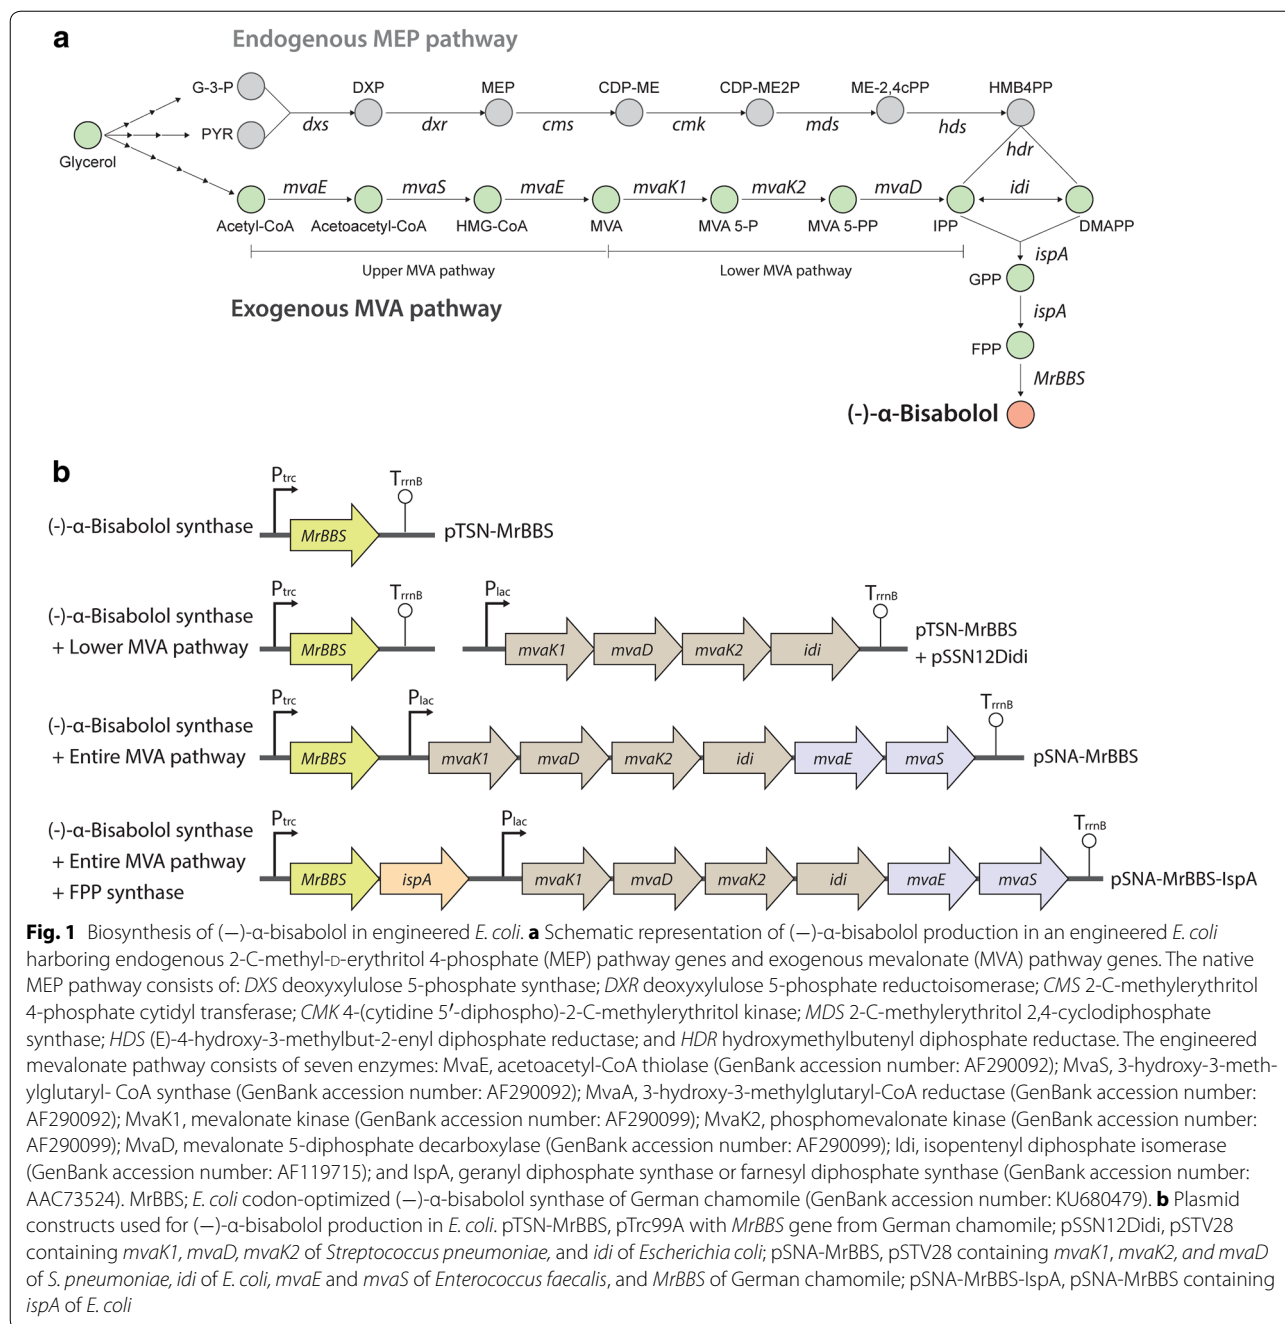 a
Endogenous MEP pathway
G-3-P DXP MEP CDP-ME CDP-ME2P ME-2,4cPP HMB4PP
dxs dxr cms cmk mds hds hdr
PYR
Glycerol
mvaE mvaS mvaE mvaK1 mvaK2 mvaD idi
Acetyl-CoA Acetoacetyl-CoA HMG-CoA MVA MVA 5-P MVA 5-PP IPP DMAPP
Upper MVA pathway Lower MVA pathway
ispA
GPP
Exogenous MVA pathway
ispA
FPP
MrBBS
(-)-α-Bisabolol
b
Ptrc TrrnB
(-)-α-Bisabolol synthase MrBBS pTSN-MrBBS
Ptrc TrrnB Plac TrrnB
(-)-α-Bisabolol synthase
+ Lower MVA pathway
MrBBS mvaK1 mvaD mvaK2 idi
pTSN-MrBBS
+ pSSN12Didi
Ptrc Plac TrrnB
(-)-α-Bisabolol synthase
+ Entire MVA pathway
MrBBS mvaK1 mvaD mvaK2 idi mvaE mvaS pSNA-MrBBS
Ptrc Plac TrrnB
(-)-α-Bisabolol synthase
+ Entire MVA pathway
+ FPP synthase
MrBBS ispA mvaK1 mvaD mvaK2 idi mvaE mvaS pSNA-MrBBS-IspA
Fig. 1 Biosynthesis of (−)-α-bisabolol in engineered E. coli. a Schematic representation of (−)-α-bisabolol production in an engineered E. coli
harboring endogenous 2-C-methyl-D-erythritol 4-phosphate (MEP) pathway genes and exogenous mevalonate (MVA) pathway genes. The native
MEP pathway consists of: DXS deoxyxylulose 5-phosphate synthase; DXR deoxyxylulose 5-phosphate reductoisomerase; CMS 2-C-methylerythritol
4-phosphate cytidyl transferase; CMK 4-(cytidine 5′-diphospho)-2-C-methylerythritol kinase; MDS 2-C-methylerythritol 2,4-cyclodiphosphate
synthase; HDS (E)-4-hydroxy-3-methylbut-2-enyl diphosphate reductase; and HDR hydroxymethylbutenyl diphosphate reductase. The engineered
mevalonate pathway consists of seven enzymes: MvaE, acetoacetyl-CoA thiolase (GenBank accession number: AF290092); MvaS, 3-hydroxy-3-meth-
ylglutaryl- CoA synthase (GenBank accession number: AF290092); MvaA, 3-hydroxy-3-methylglutaryl-CoA reductase (GenBank accession number:
AF290092); MvaK1, mevalonate kinase (GenBank accession number: AF290099); MvaK2, phosphomevalonate kinase (GenBank accession number:
AF290099); MvaD, mevalonate 5-diphosphate decarboxylase (GenBank accession number: AF290099); Idi, isopentenyl diphosphate isomerase
(GenBank accession number: AF119715); and IspA, geranyl diphosphate synthase or farnesyl diphosphate synthase (GenBank accession number:
AAC73524). MrBBS; E. coli codon-optimized (−)-α-bisabolol synthase of German chamomile (GenBank accession number: KU680479). b Plasmid
constructs used for (−)-α-bisabolol production in E. coli. pTSN-MrBBS, pTrc99A with MrBBS gene from German chamomile; pSSN12Didi, pSTV28
containing mvaK1, mvaD, mvaK2 of Streptococcus pneumoniae, and idi of Escherichia coli; pSNA-MrBBS, pSTV28 containing mvaK1, mvaK2, and mvaD
of S. pneumoniae, idi of E. coli, mvaE and mvaS of Enterococcus faecalis, and MrBBS of German chamomile; pSNA-MrBBS-IspA, pSNA-MrBBS containing
ispA of E. coli